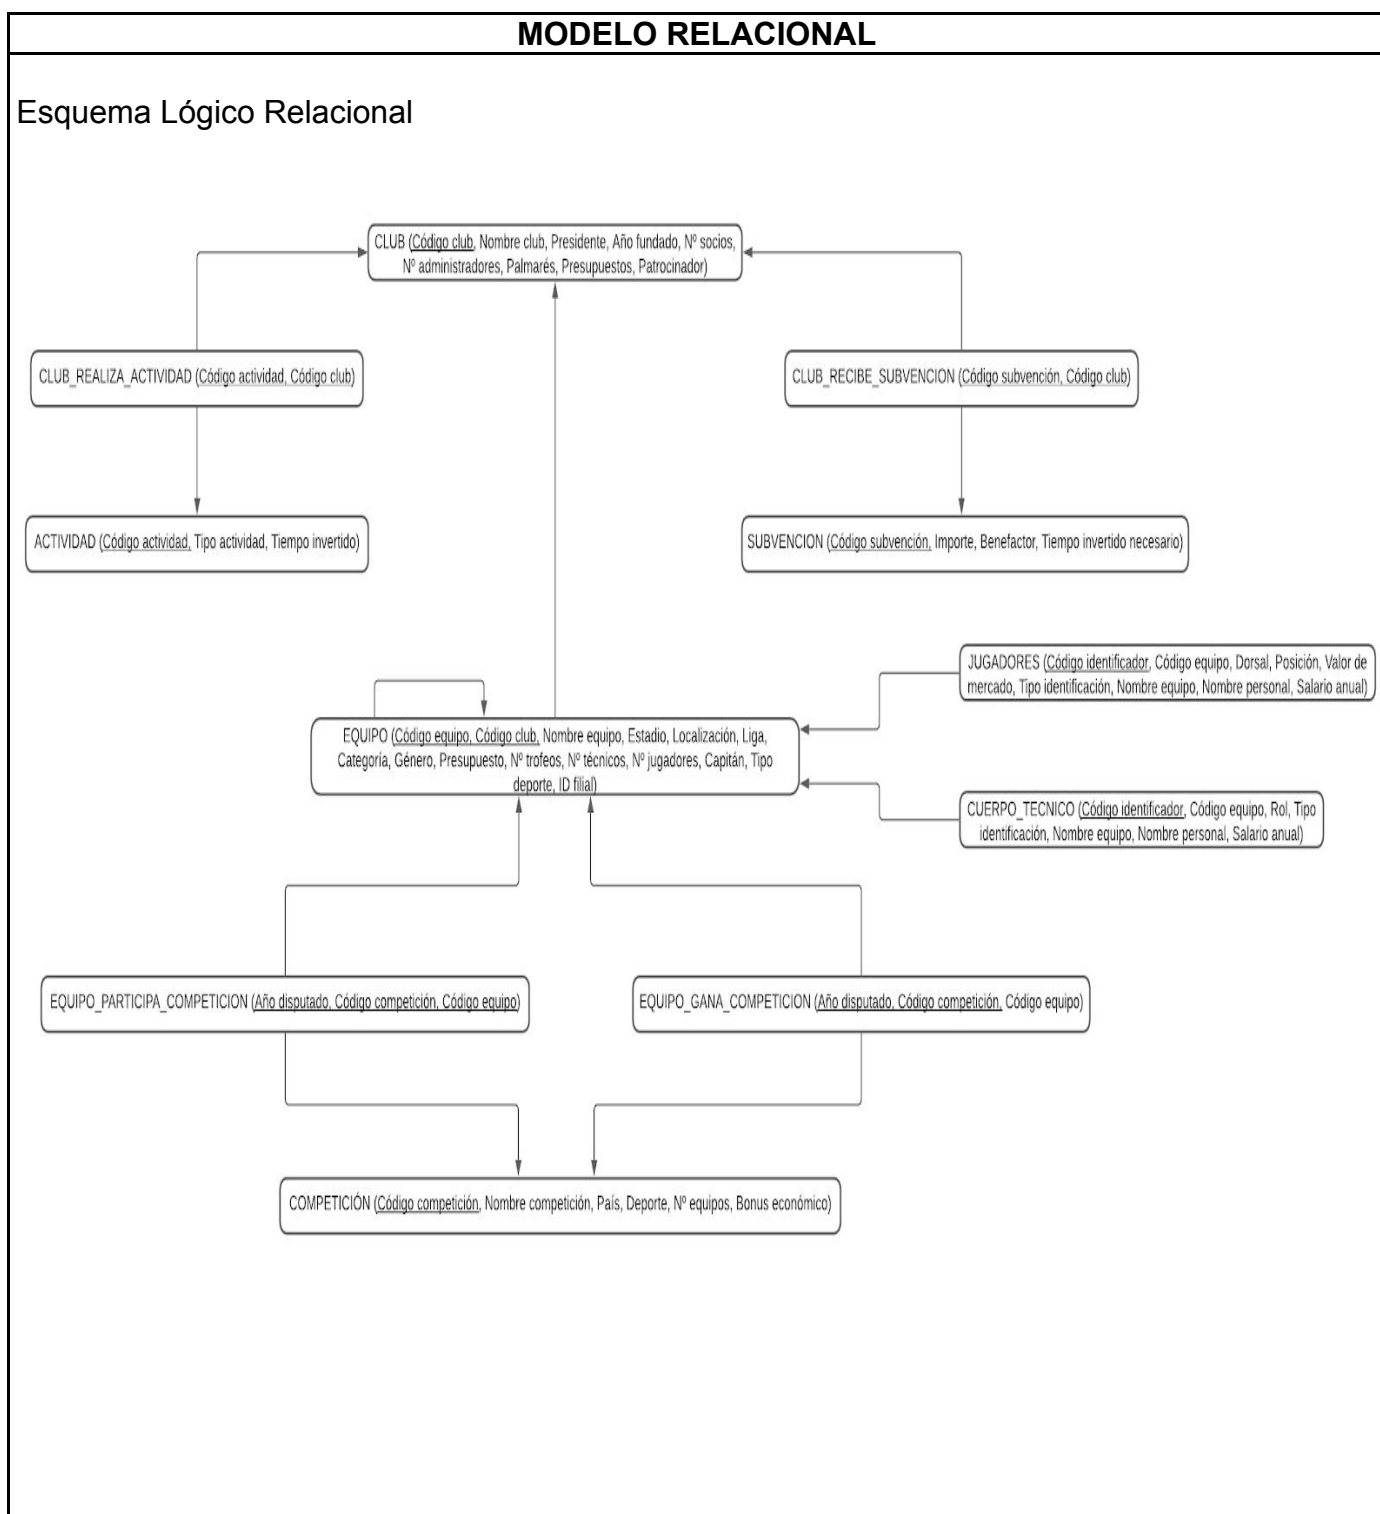 MODELO RELACIONAL
Esquema Lógico Relacional
CLUB (Código club, Nombre club, Presidente, Año fundado, Nº socios,
Nº administradores, Palmarés, Presupuestos, Patrocinador)
CLUB_REALIZA_ACTIVIDAD (Código actividad, Código club)
CLUB_RECIBE_SUBVENCION (Código subvención, Código club)
ACTIVIDAD (Código actividad, Tipo actividad, Tiempo invertido)
SUBVENCION (Código subvención, Importe, Benefactor, Tiempo invertido necesario)
JUGADORES (Código identificador, Código equipo, Dorsal, Posición, Valor de
mercado, Tipo identificación, Nombre equipo, Nombre personal, Salario anual)
EQUIPO (Código equipo, Código club, Nombre equipo, Estadio, Localización, Liga,
Categoría, Género, Presupuesto, Nº trofeos, Nº técnicos, Nº jugadores, Capitán, Tipo
deporte, ID filial)
CUERPO_TECNICO (Código identificador, Código equipo, Rol, Tipo
identificación, Nombre equipo, Nombre personal, Salario anual)
EQUIPO_PARTICIPA_COMPETICION (Año disputado, Código competición, Código equipo)
EQUIPO_GANA_COMPETICION (Año disputado, Código competición, Código equipo)
COMPETICIÓN (Código competición, Nombre competición, País, Deporte, Nº equipos, Bonus económico)